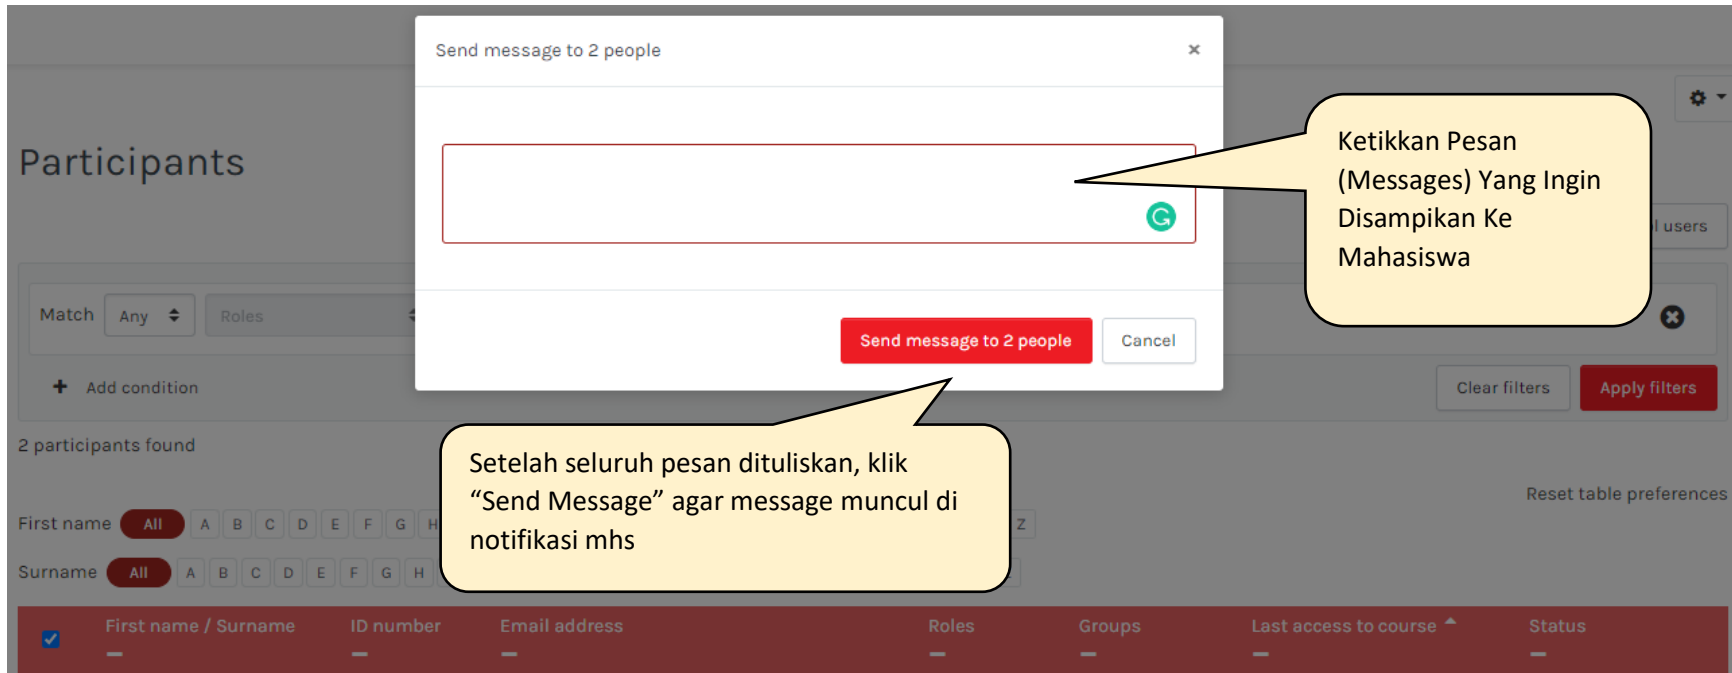 Send message to 2 people
Participants
Ketikkan Pesan
(Messages) Yang Ingin
Disampikan Ke
Mahasiswa
users
Match Any Roles
Send message to 2 people Cancel
+ Add condition
Clear filters Apply filters
2 participants found
Setelah seluruh pesan dituliskan, klik
“Send Message” agar message muncul di
notifikasi mhs
Reset table preferences
First name All A B C D E F G H Z
Surname All A B C D E F G H
First name / Surname ID number Email address Roles Groups Last access to course Status